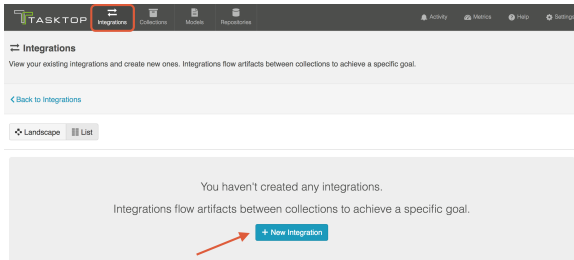 TASKTOP Integrations Collections Models Repositories Activity Metrics Help Settings
Integrations
View your existing integrations and create new ones. Integrations flow artifacts between collections to achieve a specific goal.
Back to Integrations
Landscape List
You haven't created any integrations.
Integrations flow artifacts between collections to achieve a specific goal.
+ New Integration